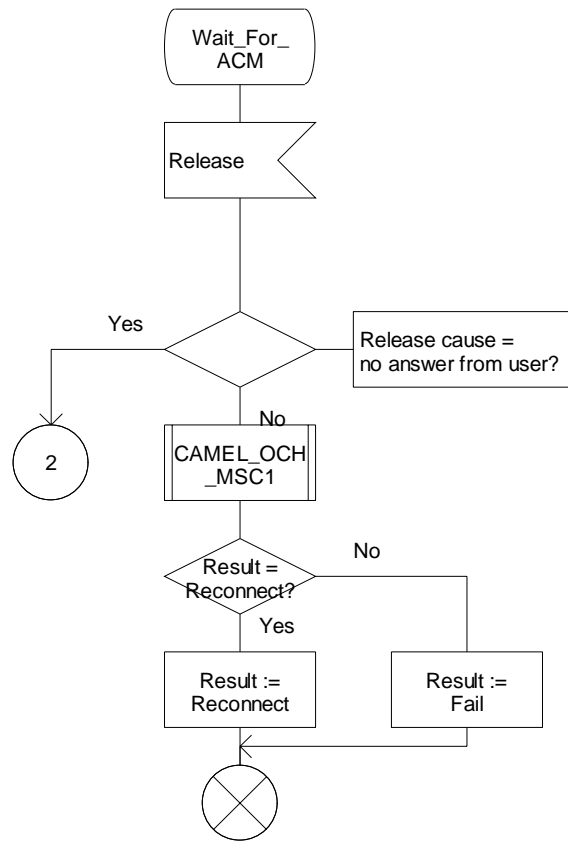 Wait_For_
ACM
Release
Yes
Release cause =
no answer from user?
No
2
CAMEL_OCH
_MSC1
No
Result =
Reconnect?
Yes
Result :=
Reconnect
Result :=
Fail